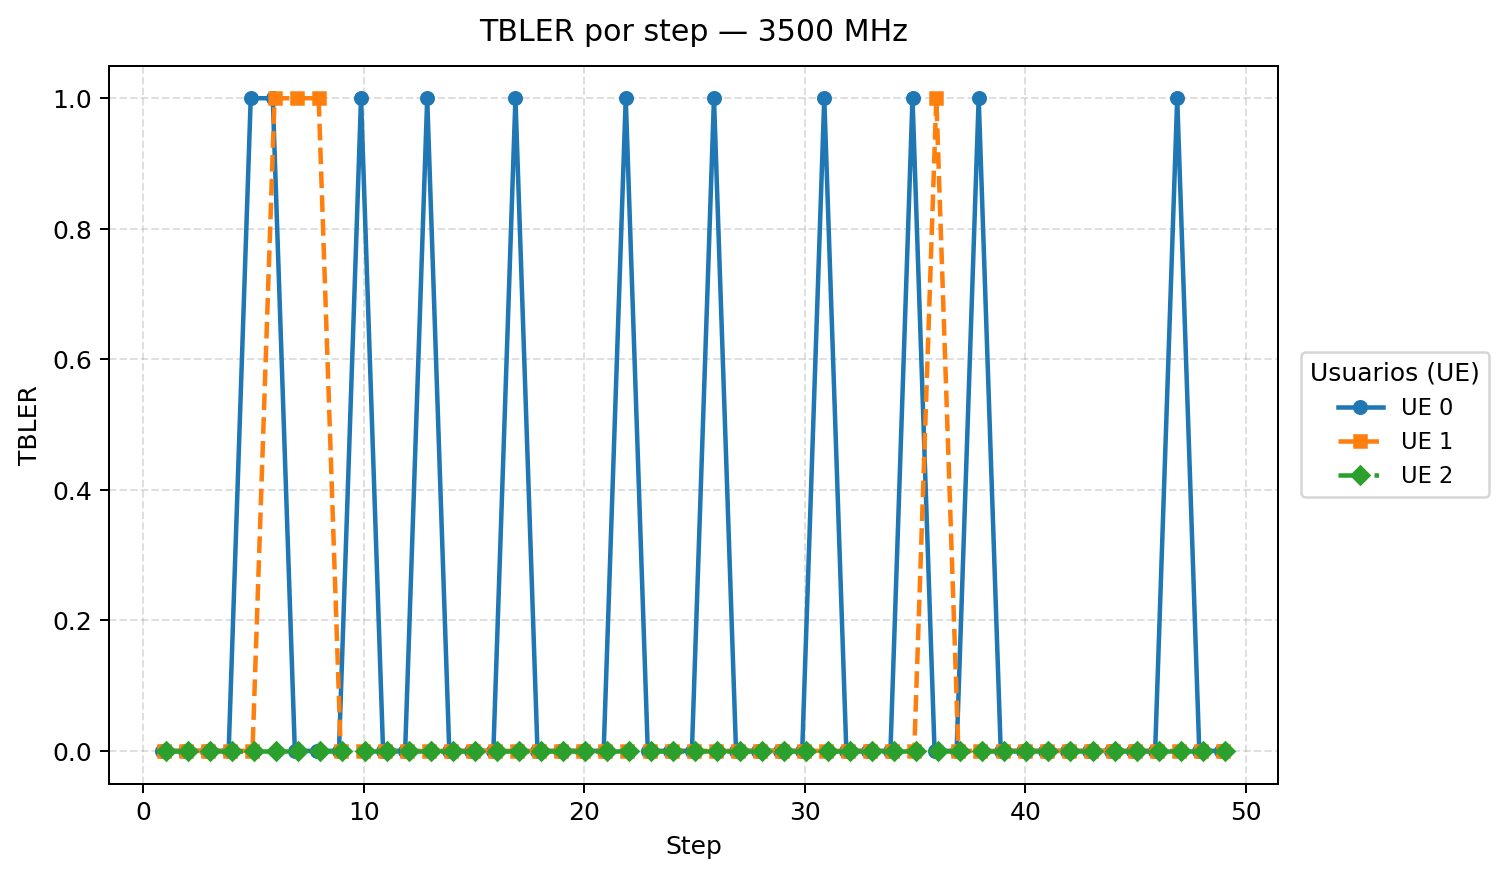 TBLER por step — 3500 MHz
TBLER
1.0
0.8
0.6
0.4
0.2
0.0
0 10 20 30 40 50
Step
Usuarios (UE)
UE 0
UE 1
UE 2